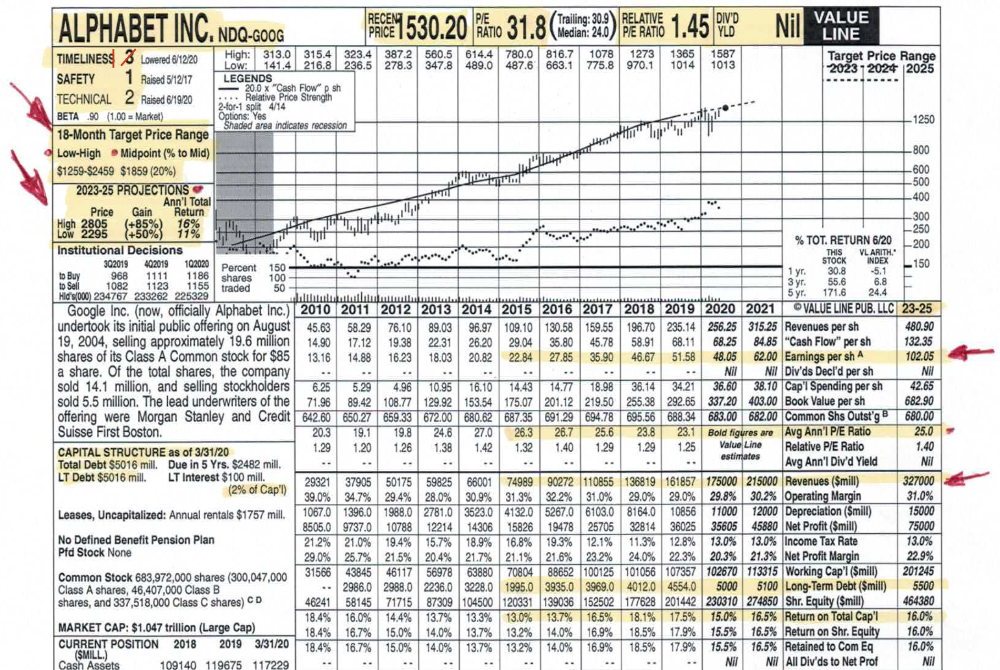 ALPHABET INC. NDQ-GOOG RECENT PRICE 1530.20 P/E RATIO 31.8 (Trailing: 30.9 Median: 24.0) RELATIVE P/E RATIO 1.45 DIV'D YLD Nil VALUE LINE
TIMELINESS 3 Lowered 6/12/20
SAFETY 1 Raised 5/12/17
TECHNICAL 2 Raised 6/19/20
BETA .90 (1.00 = Market)
18-Month Target Price Range
Low-High Midpoint (% to Mid)
$1259-$2459 $1859 (20%)
2023-25 PROJECTIONS
Ann'l Total
Price Gain Return
High 2805 (+85%) 16%
Low 2295 (+50%) 11%
Institutional Decisions
3Q2019 4Q2019 1Q2020
to Buy 968 1111 1186
to Sell 1082 1123 1155
Hld's(000) 234767 233262 225329
High: 313.0 315.4 323.4 387.2 560.5 614.4 780.0 816.7 1078 1273 1365 1587
Low: 141.4 216.8 236.5 278.3 347.8 489.0 487.6 663.1 775.8 970.1 1014 1013
Target Price Range
2023 2024 2025
LEGENDS
20.0 x "Cash Flow" p sh
.... Relative Price Strength
2-for-1 split 4/14
Options: Yes
Shaded area indicates recession
1250
800
600
500
400
300
250
200
150
Percent shares traded
150
100
50
% TOT. RETURN 6/20
THIS STOCK VL ARITH.* INDEX
1 yr. 30.8 -5.1
3 yr. 55.6 6.8
5 yr. 171.6 24.4
Google Inc. (now, officially Alphabet Inc.)
undertook its initial public offering on August
19, 2004, selling approximately 19.6 million
shares of its Class A Common stock for $85
a share. Of the total shares, the company
sold 14.1 million, and selling stockholders
sold 5.5 million. The lead underwriters of the
offering were Morgan Stanley and Credit
Suisse First Boston.
CAPITAL STRUCTURE as of 3/31/20
Total Debt $5016 mill. Due in 5 Yrs. $2482 mill.
LT Debt $5016 mill. LT Interest $100 mill.
(2% of Cap'l)
Leases, Uncapitalized: Annual rentals $1757 mill.
No Defined Benefit Pension Plan
Pfd Stock None
Common Stock 683,972,000 shares (300,047,000
Class A shares, 46,407,000 Class B
shares, and 337,518,000 Class C shares) C D
MARKET CAP: $1.047 trillion (Large Cap)
CURRENT POSITION 2018 2019 3/31/20
($MILL.)
Cash Assets 109140 119675 117229
2010 2011 2012 2013 2014 2015 2016 2017 2018 2019 2020 2021 © VALUE LINE PUB. LLC 23-25
45.63 58.29 76.10 89.03 96.97 109.10 130.58 159.55 196.70 235.14 256.25 315.25 Revenues per sh 480.90
14.90 17.12 19.38 22.31 26.20 29.04 35.80 45.78 58.91 68.11 68.25 84.85 "Cash Flow" per sh 132.35
13.16 14.88 16.23 18.03 20.82 22.84 27.85 35.90 46.67 51.58 48.05 62.00 Earnings per sh A 102.05
-- -- -- -- -- -- -- -- -- -- Nil Nil Div'ds Decl'd per sh Nil
6.25 5.29 4.96 10.95 16.10 14.43 14.77 18.98 36.14 34.21 36.60 38.10 Cap'l Spending per sh 42.65
71.96 89.42 108.77 129.92 153.54 175.07 201.12 219.50 255.38 292.65 337.20 403.00 Book Value per sh 682.90
642.60 650.27 659.33 672.00 680.62 687.35 691.29 694.78 695.56 688.34 683.00 682.00 Common Shs Outst'g B 680.00
20.3 19.1 19.8 24.6 27.0 26.3 26.7 25.6 23.8 23.1 Bold figures are Avg Ann'l P/E Ratio 25.0
1.29 1.20 1.26 1.38 1.42 1.32 1.40 1.29 1.29 1.25 Value Line Relative P/E Ratio 1.40
-- -- -- -- -- -- -- -- -- -- estimates Avg Ann'l Div'd Yield Nil
29321 37905 50175 59825 66001 74989 90272 110855 136819 161857 175000 215000 Revenues ($mill) 327000
39.0% 34.7% 29.4% 28.0% 30.9% 31.3% 32.2% 31.0% 29.0% 29.0% 29.8% 30.2% Operating Margin 31.0%
1067.0 1396.0 1988.0 2781.0 3523.0 4132.0 5267.0 6103.0 8164.0 10856 11000 12000 Depreciation ($mill) 15000
8505.0 9737.0 10788 12214 14306 15826 19478 25705 32814 36025 35605 45880 Net Profit ($mill) 75000
21.2% 21.0% 19.4% 15.7% 18.9% 16.8% 19.3% 12.1% 11.3% 12.8% 13.0% 13.0% Income Tax Rate 13.0%
29.0% 25.7% 21.5% 20.4% 21.7% 21.1% 21.6% 23.2% 24.0% 22.3% 20.3% 21.3% Net Profit Margin 22.9%
31566 43845 46117 56978 63880 70804 88652 100125 101056 107357 102670 113315 Working Cap'l ($mill) 201245
-- 2986.0 2988.0 2236.0 3228.0 1995.0 3935.0 3969.0 4012.0 4554.0 5000 5100 Long-Term Debt ($mill) 5500
46241 58145 71715 87309 104500 120331 139036 152502 177628 201442 230310 274850 Shr. Equity ($mill) 464380
18.4% 16.0% 14.4% 13.7% 13.3% 13.0% 13.7% 16.5% 18.1% 17.5% 15.0% 16.5% Return on Total Cap'l 16.0%
18.4% 16.7% 15.0% 14.0% 13.7% 13.2% 14.0% 16.9% 18.5% 17.9% 15.5% 16.5% Return on Shr. Equity 16.0%
18.4% 16.7% 15.0% 14.0% 13.7% 13.2% 14.0% 16.9% 18.5% 17.9% 15.5% 16.5% Retained to Com Eq 16.0%
-- -- -- -- -- -- -- -- -- -- Nil Nil All Div'ds to Net Prof Nil